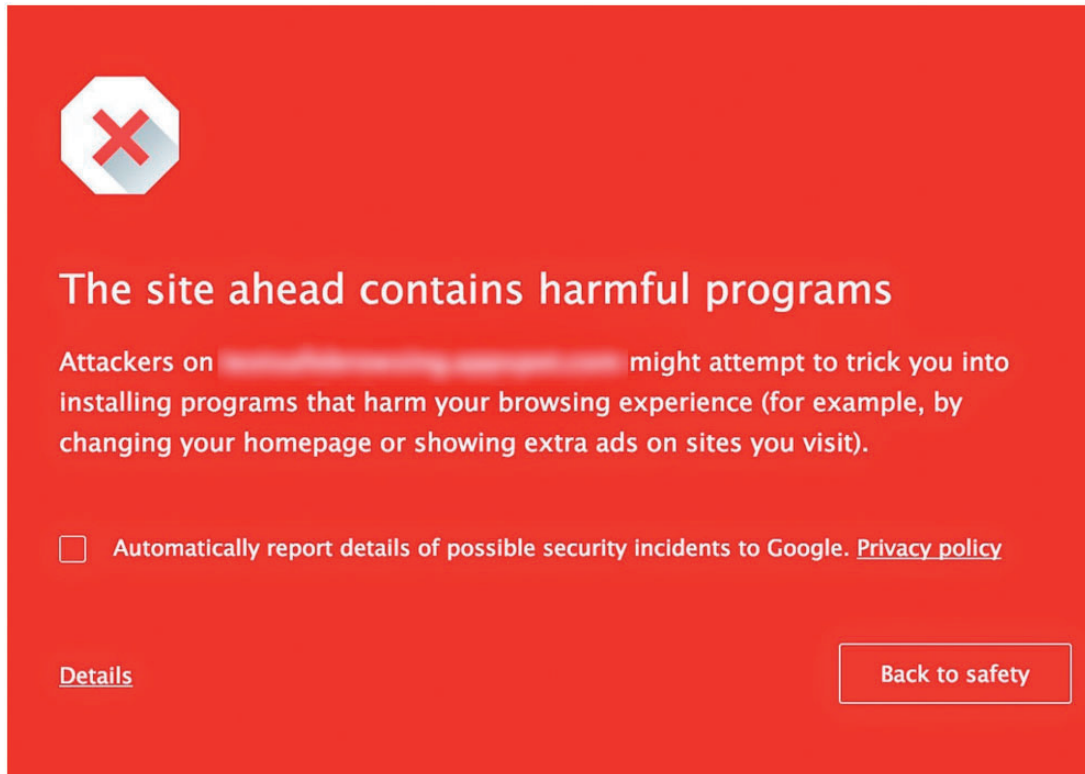 The site ahead contains harmful programs
Attackers on might attempt to trick you into
installing programs that harm your browsing experience (for example, by
changing your homepage or showing extra ads on sites you visit).
Automatically report details of possible security incidents to Google. Privacy policy
Details
Back to safety